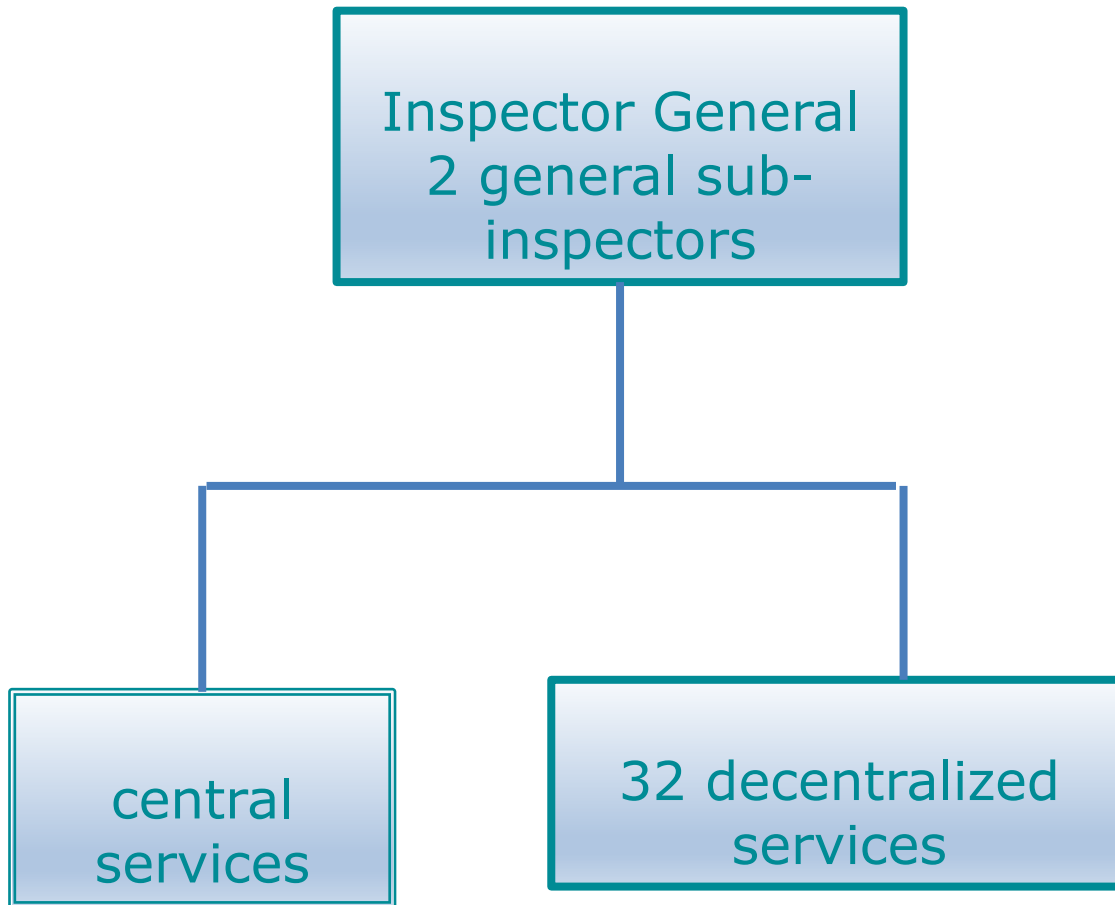 Inspector General
2 general sub-
inspectors
central
services
32 decentralized
services